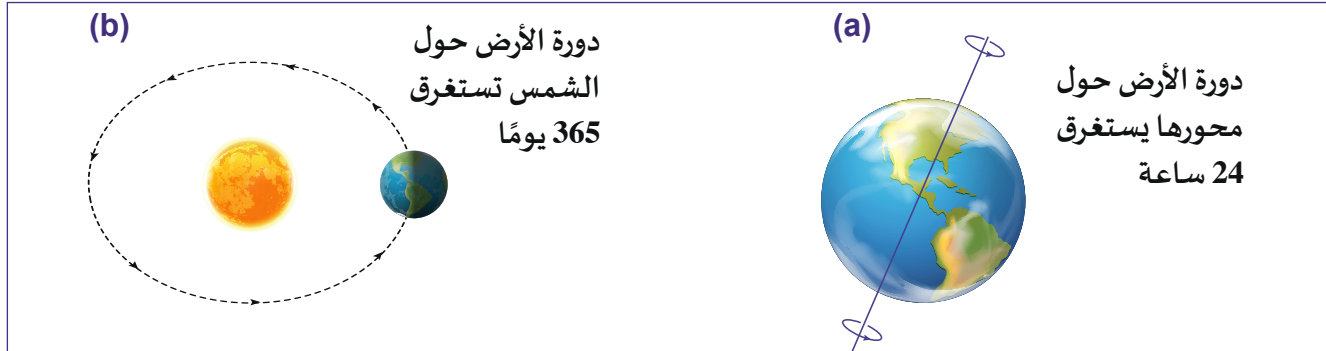 (a)
دورة الأرض حول
محورها يستغرق
24 ساعة
(b)
دورة الأرض حول
الشمس تستغرق
365 يومًا